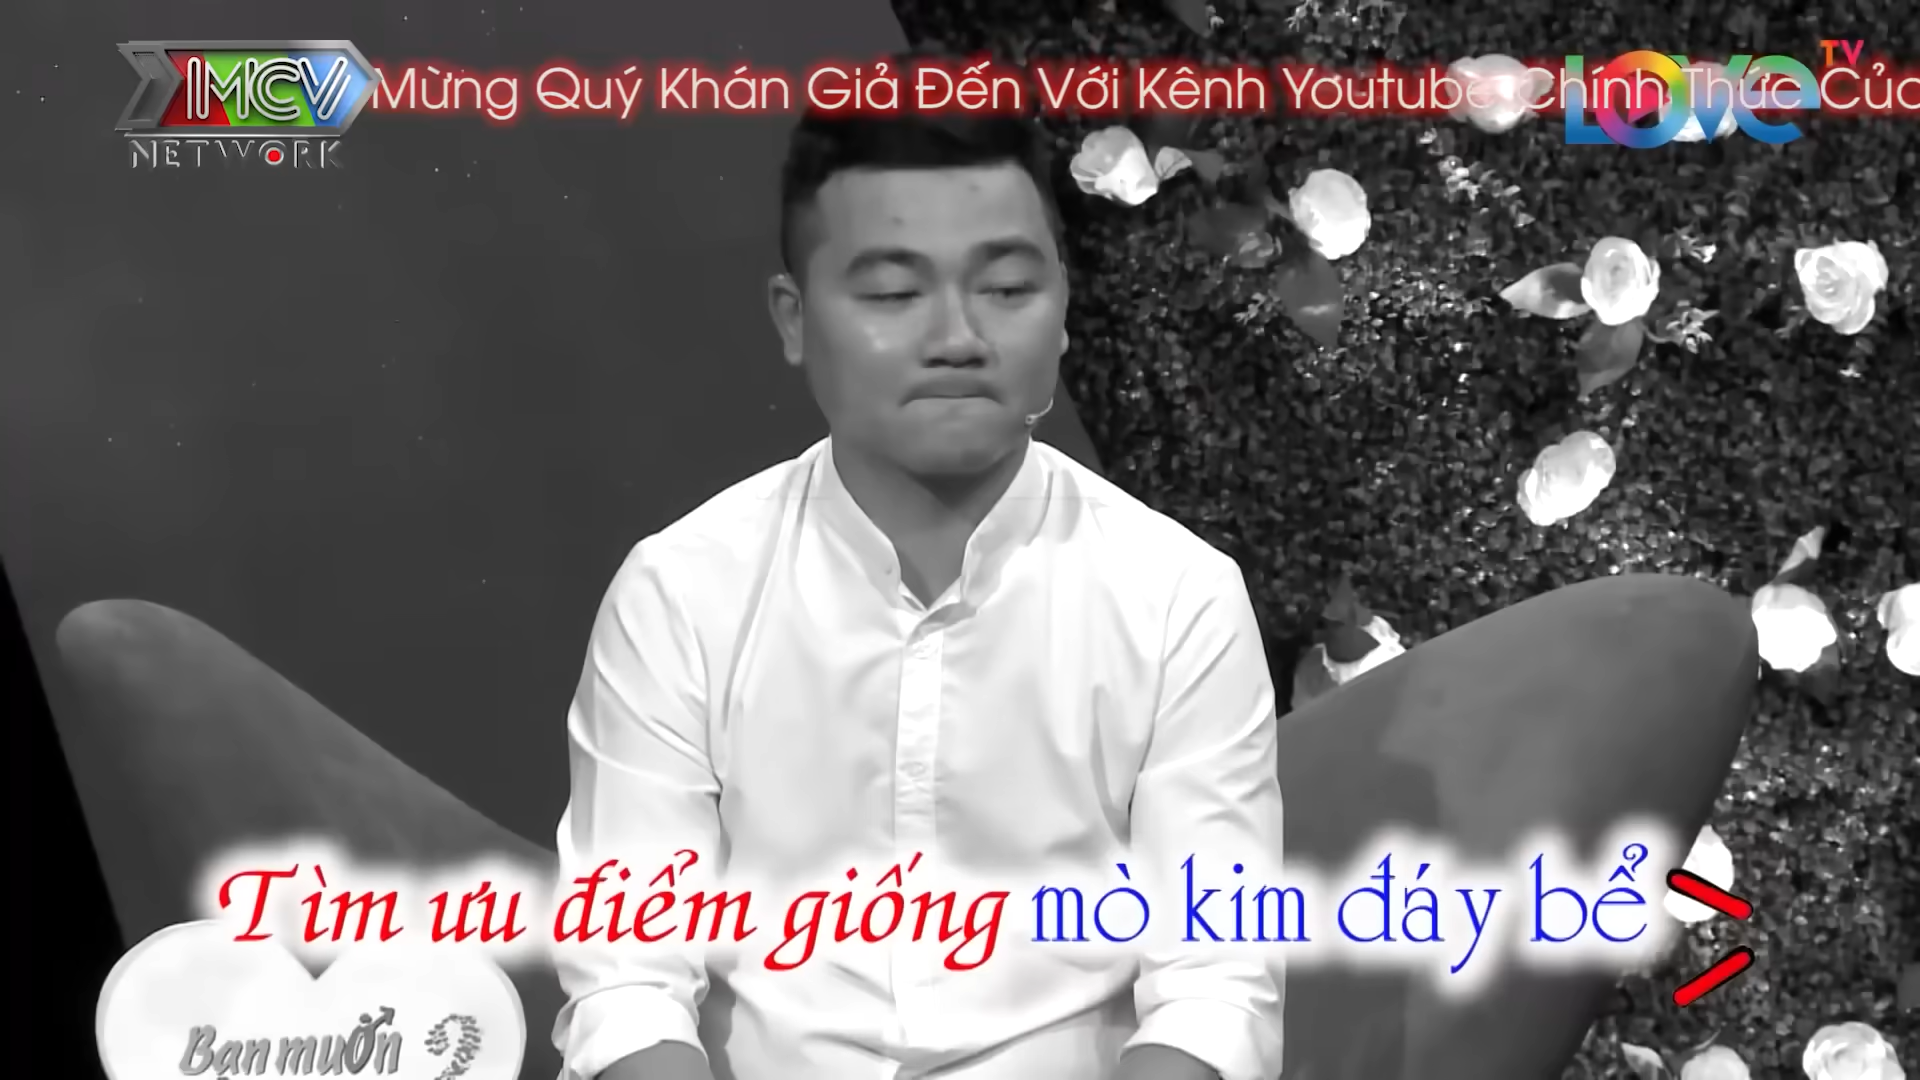 MCV
NETWORK
Mừng Quý Khán Giả Đến Với Kênh Youtube Chính Thức Của
LOVE TV
Tìm ưu điểm giống mò kim đáy bể
Bạn muốn